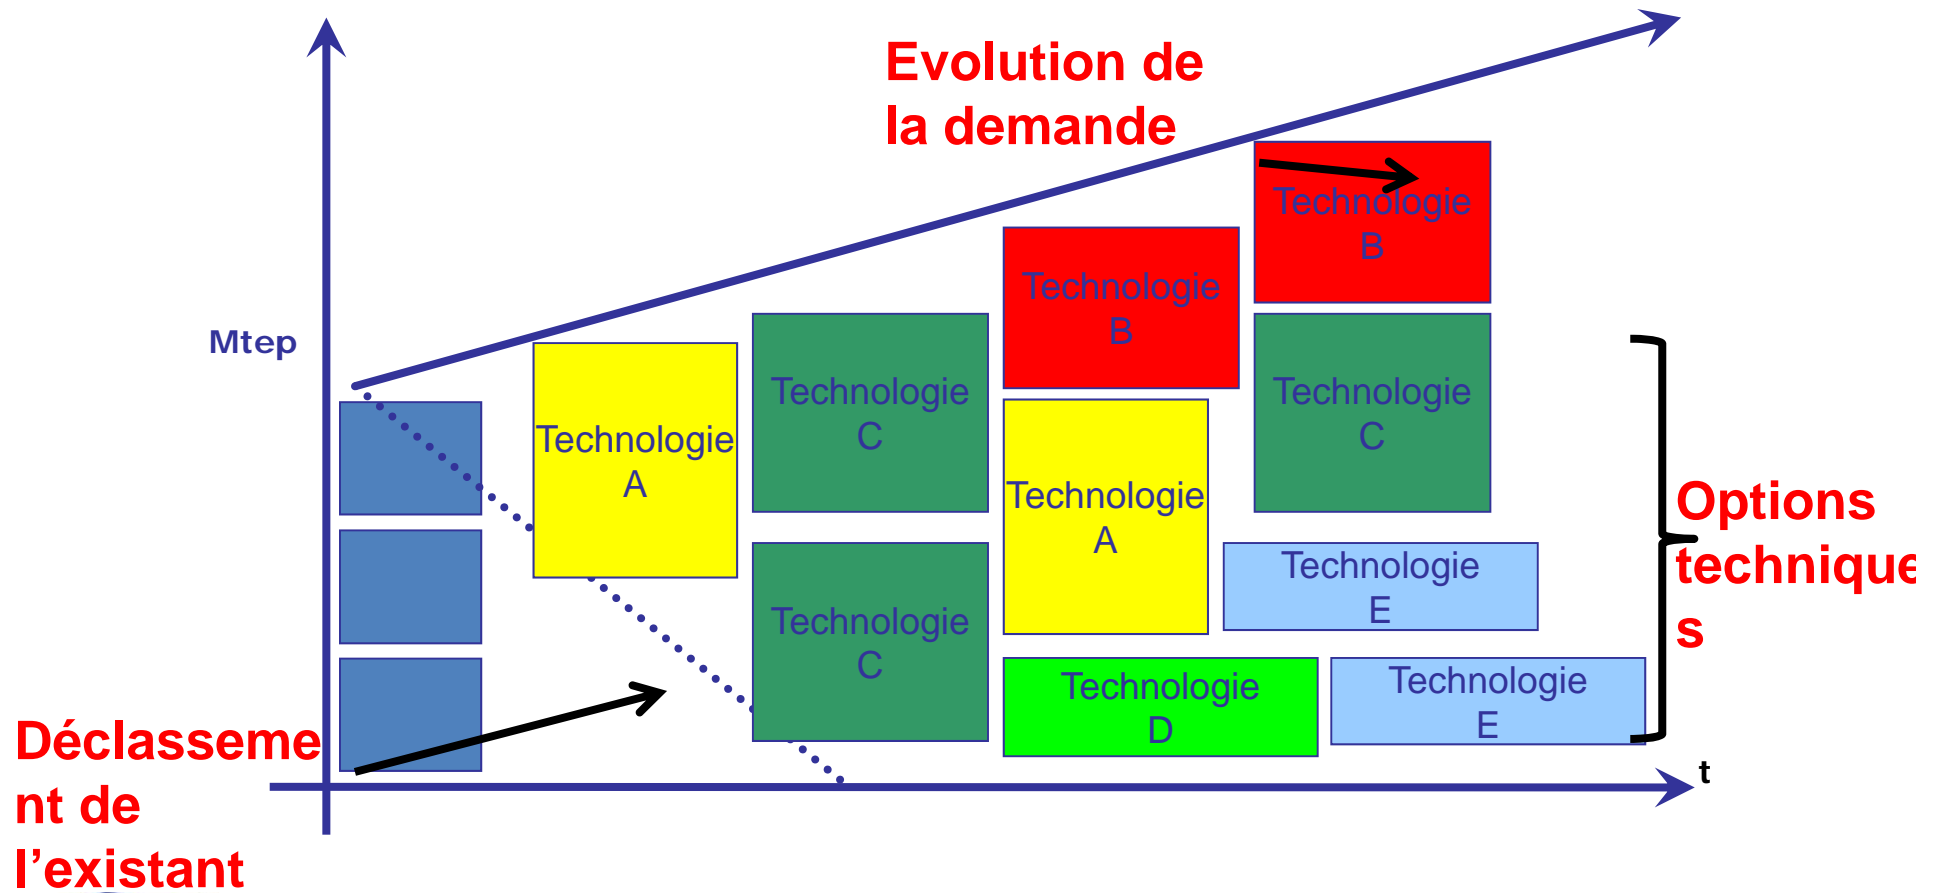 Evolution de
la demande
Mtep
Technologie
B
Technologie
B
Technologie
A
Technologie
C
Technologie
C
Technologie
A
Technologie
C
Technologie
E
Technologie
C
Technologie
D
Technologie
E
Options
technique
s
t
Déclasseme
nt de
l’existant